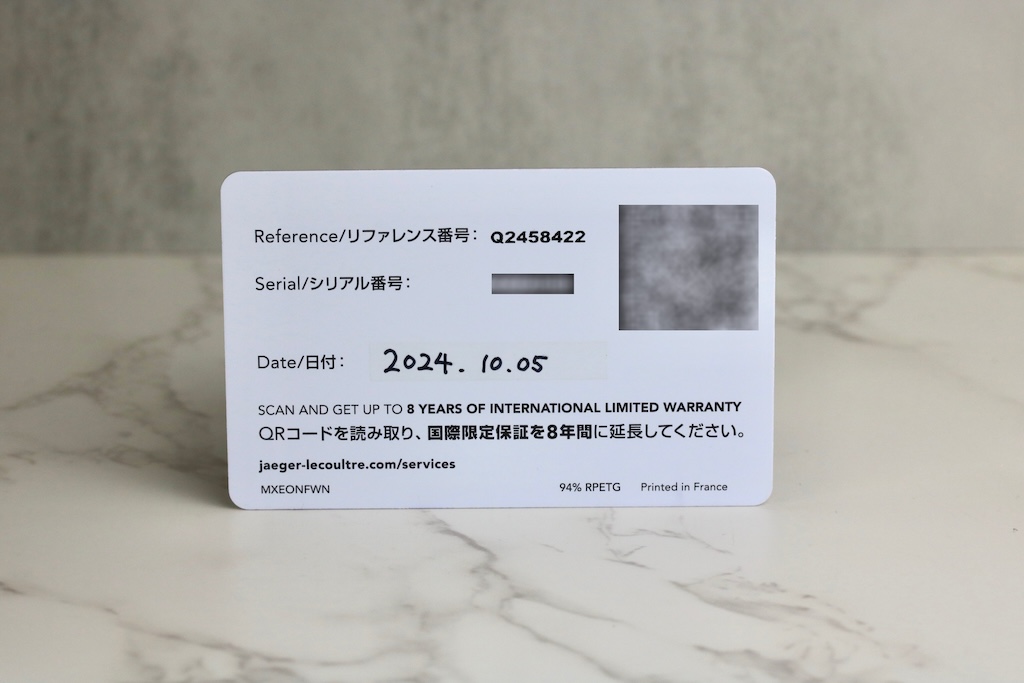 Reference/リファレンス番号： Q2458422
Serial/シリアル番号：
Date/日付： 2024.10.05
SCAN AND GET UP TO 8 YEARS OF INTERNATIONAL LIMITED WARRANTY
QRコードを読み取り、国際限定保証を8年間に延長してください。
jaeger-lecoultre.com/services
MXEONFWN 94% RPETG Printed in France